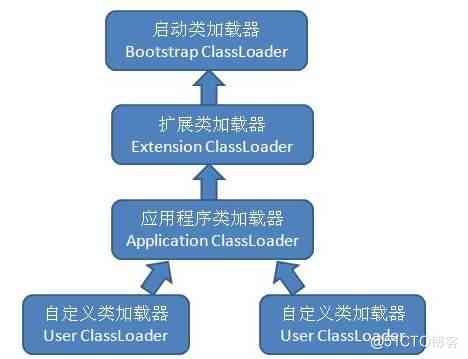 启动类加载器
Bootstrap ClassLoader
扩展类加载器
Extension ClassLoader
应用程序类加载器
Application ClassLoader
自定义类加载器
User ClassLoader
自定义类加载器
User ClassLoader
@51CTO博客